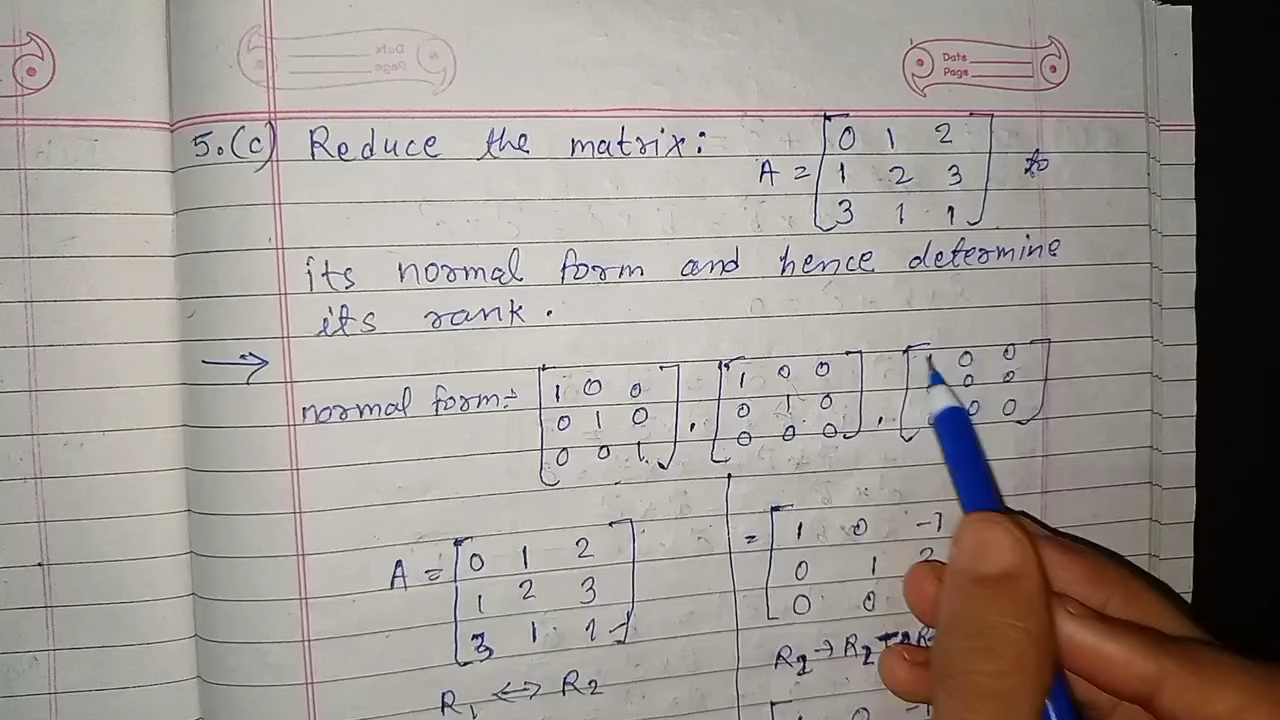 Date
Page
5.(c) Reduce the matrix: A = [0 1 2
1 2 3
3 1 1] to
its normal form and hence determine
its rank.
→ normal form:- [1 0 0
0 1 0
0 0 1], [1 0 0
0 1 0
0 0 0], [ 0 0
0 0
0 0]
A = [0 1 2
1 2 3
3 1 1]
R1 ↔ R2
= [1 0 -1
0 1 2
0 0
R2 → R2
1 0 -1